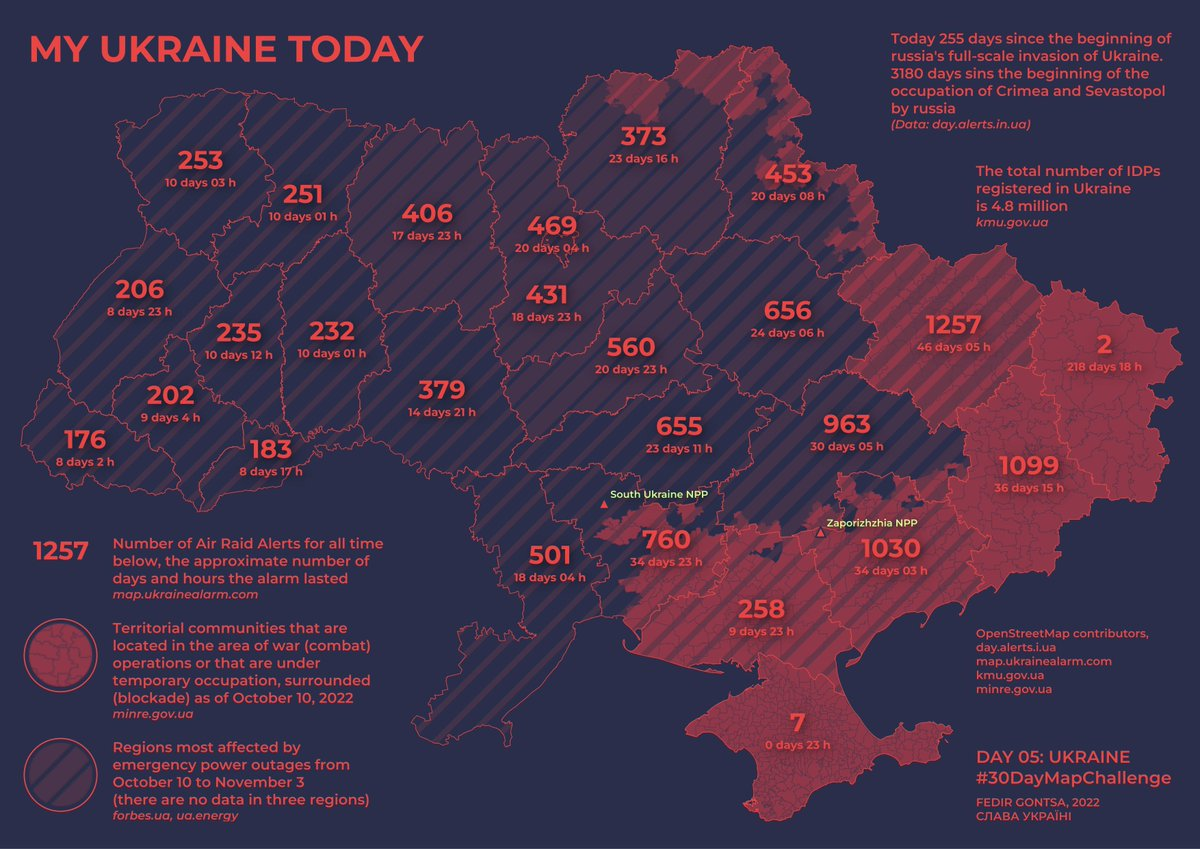 MY UKRAINE TODAY
Today 255 days since the beginning of
russia's full-scale invasion of Ukraine.
3180 days sins the beginning of the
occupation of Crimea and Sevastopol
by russia
(Data: day.alerts.in.ua)
The total number of IDPs
registered in Ukraine
is 4.8 million
kmu.gov.ua
373
23 days 16 h
253
10 days 03 h
453
20 days 08 h
251
10 days 01 h
406
17 days 23 h
469
20 days 04 h
206
8 days 23 h
431
18 days 23 h
656
24 days 06 h
1257
46 days 05 h
235
10 days 12 h
232
10 days 01 h
560
20 days 23 h
2
218 days 18 h
202
9 days 4 h
379
14 days 21 h
655
23 days 11 h
963
30 days 05 h
176
8 days 2 h
183
8 days 17 h
1099
36 days 15 h
South Ukraine NPP
Zaporizhzhia NPP
501
18 days 04 h
760
34 days 23 h
1030
34 days 03 h
258
9 days 23 h
7
0 days 23 h
1257
Number of Air Raid Alerts for all time
below, the approximate number of
days and hours the alarm lasted
map.ukrainealarm.com
Territorial communities that are
located in the area of war (combat)
operations or that are under
temporary occupation, surrounded
(blockade) as of October 10, 2022
minre.gov.ua
Regions most affected by
emergency power outages from
October 10 to November 3
(there are no data in three regions)
forbes.ua, ua.energy
OpenStreetMap contributors,
day.alerts.i.ua
map.ukrainealarm.com
kmu.gov.ua
minre.gov.ua
DAY 05: UKRAINE
#30DayMapChallenge
FEDIR GONTSA, 2022
СЛАВА УКРАЇНІ